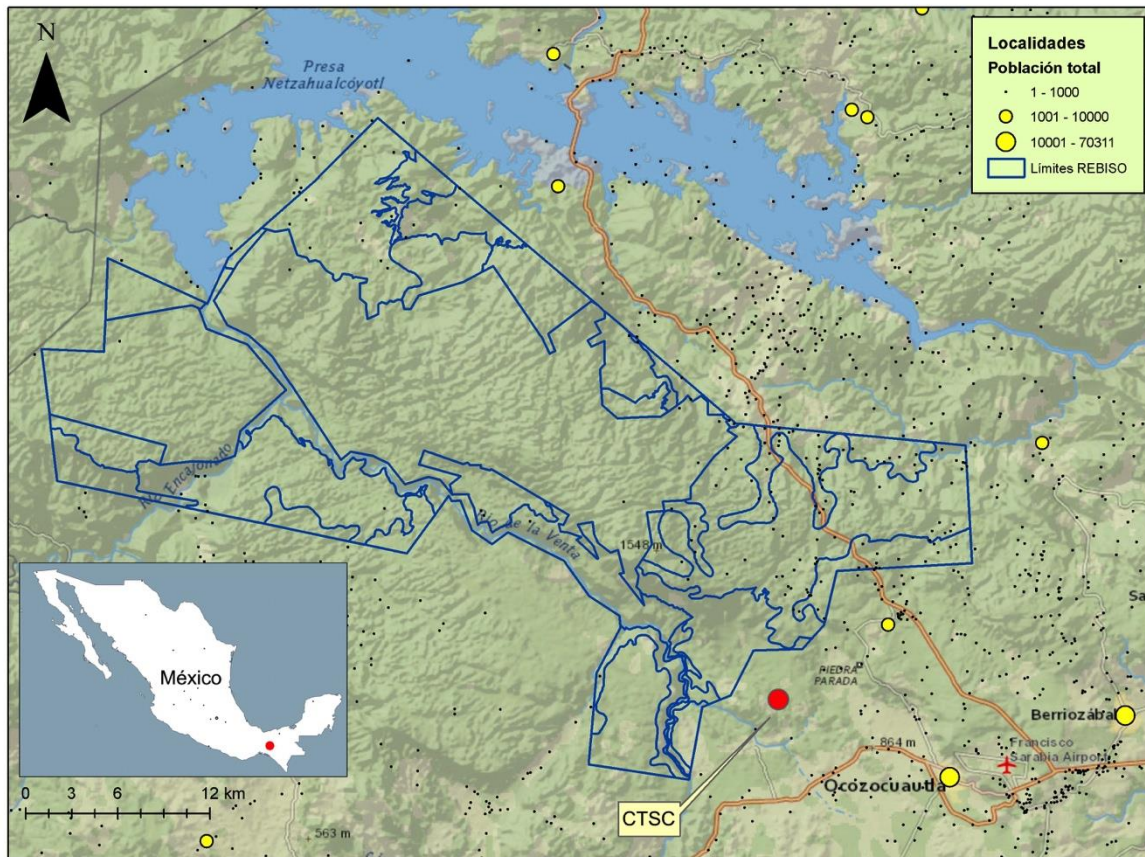 N
Presa
Netzahualcóyotl
Localidades
Población total
1 - 1000
1001 - 10000
10001 - 70311
Límites REBISO
Río Encajonado
Río de la Venta
1548 m
PIEDRA
PARADA
México
Berriozábal
864 m
Francisco
Sarabia Airport
Ocozocuautla
CTSC
0 3 6 12 km
563 m